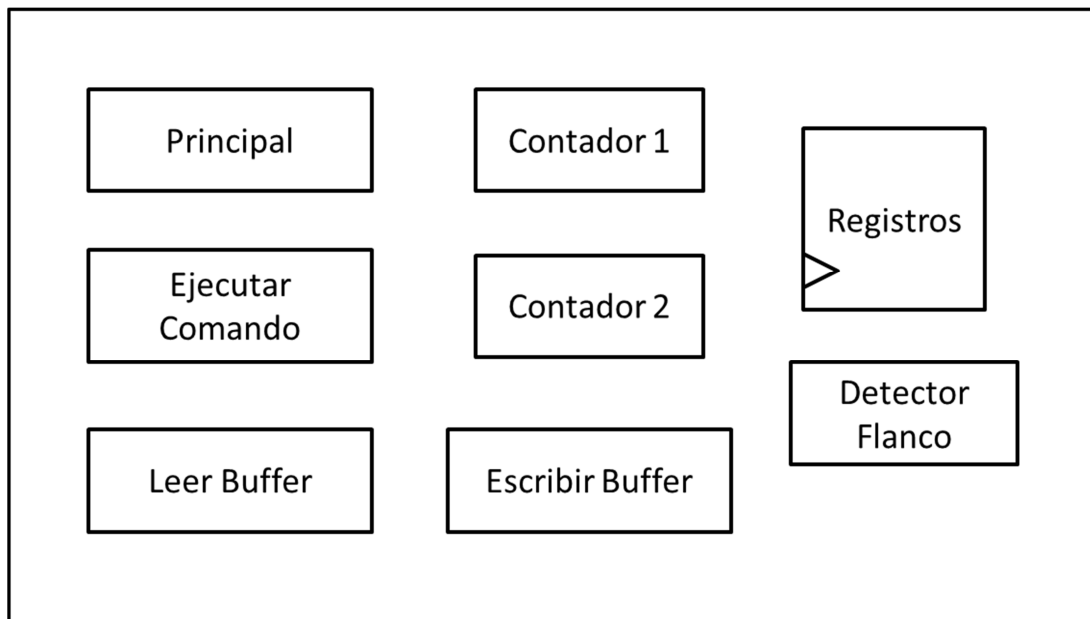 Principal
Contador 1
Registros
Ejecutar
Comando
Contador 2
Detector
Flanco
Leer Buffer
Escribir Buffer